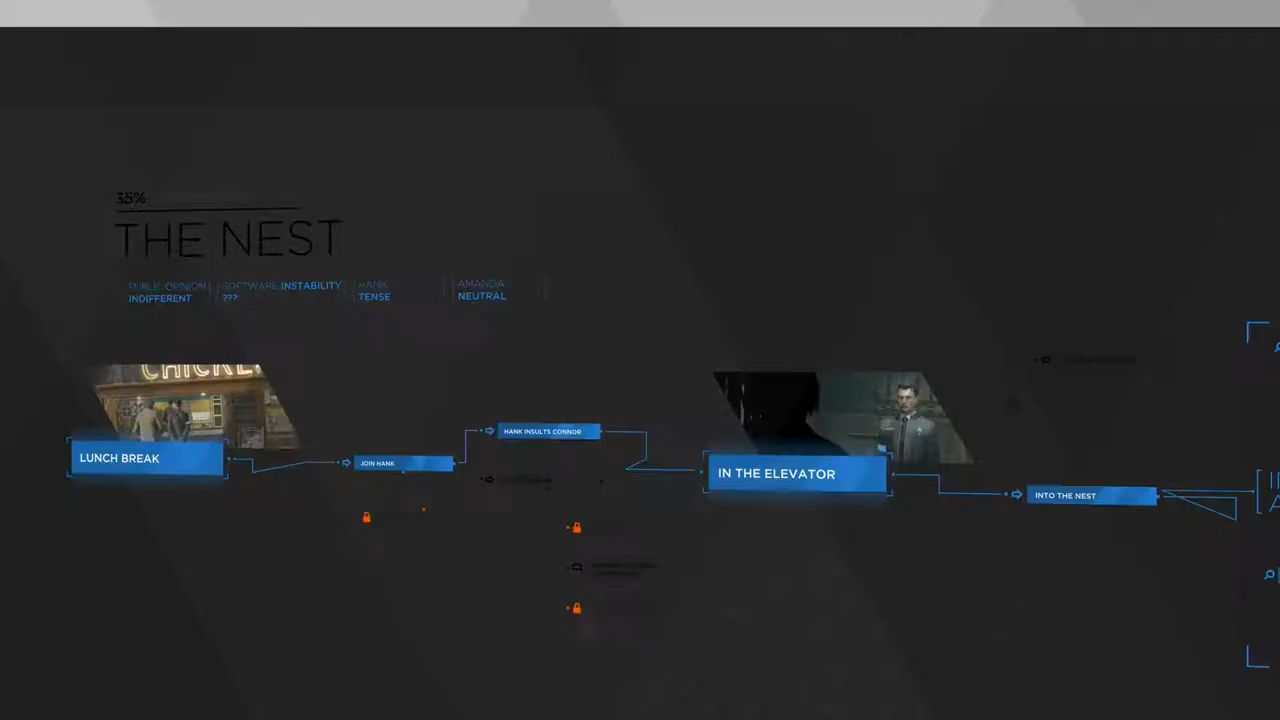 35%
THE NEST
PUBLIC OPINION
INDIFFERENT
SOFTWARE INSTABILITY
???
HANK
TENSE
AMANDA
NEUTRAL
LUNCH BREAK
JOIN HANK
HANK INSULTS CONNOR
IN THE ELEVATOR
INTO THE NEST